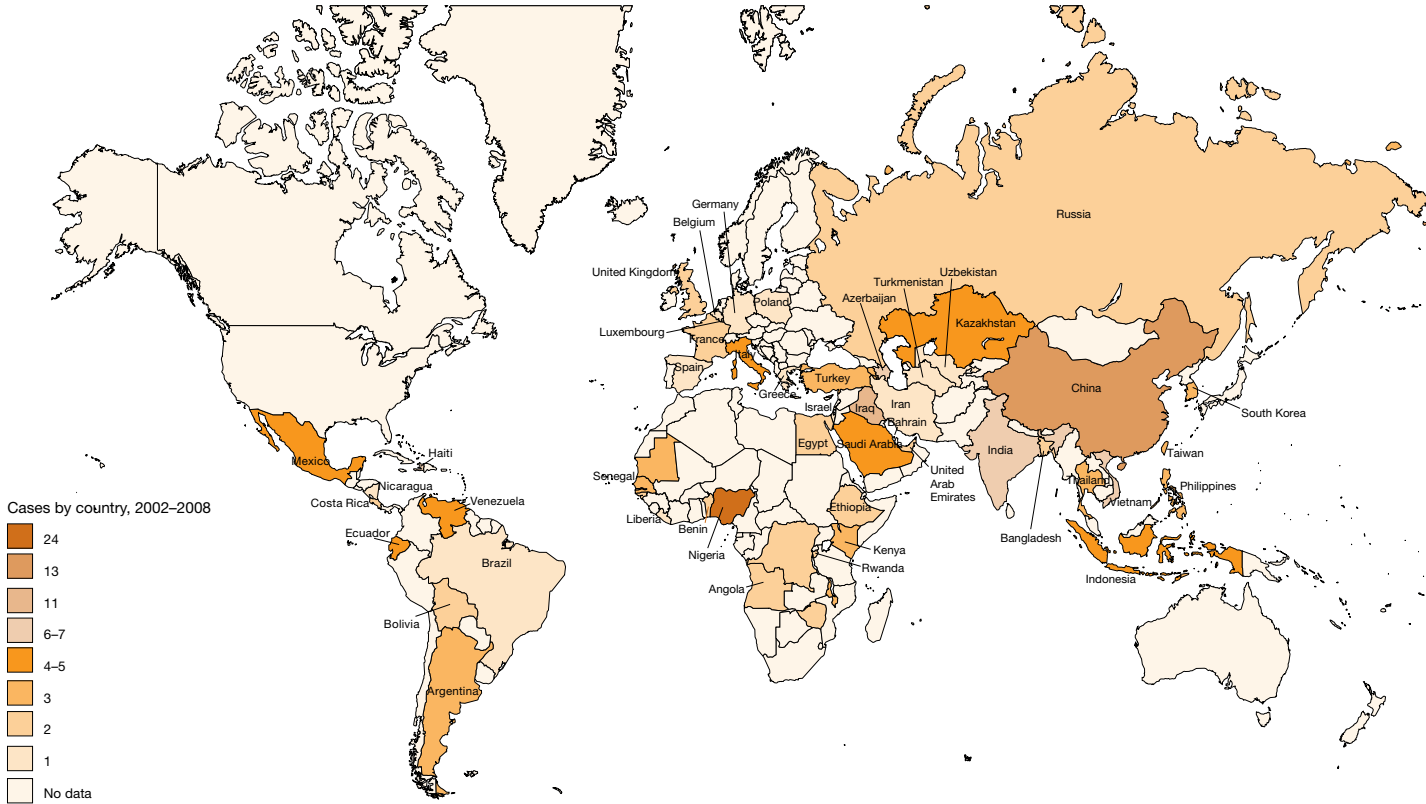 Russia
Germany
Belgium
United Kingdom
Uzbekistan
Turkmenistan
Azerbaijan
Poland
Kazakhstan
Luxembourg
France
Italy
Spain
Turkey
China
Greece
Israel
Iraq
Iran
South Korea
Bahrain
Egypt
Saudi Arabia
India
Taiwan
Mexico
Haiti
Senegal
United
Arab
Emirates
Thailand
Philippines
Nicaragua
Costa Rica
Venezuela
Vietnam
Cases by country, 2002–2008
Liberia
Benin
Ethiopia
Ecuador
Bangladesh
24
Nigeria
Kenya
Brazil
Rwanda
13
Indonesia
Angola
11
Bolivia
6–7
4–5
Argentina
3
2
1
No data